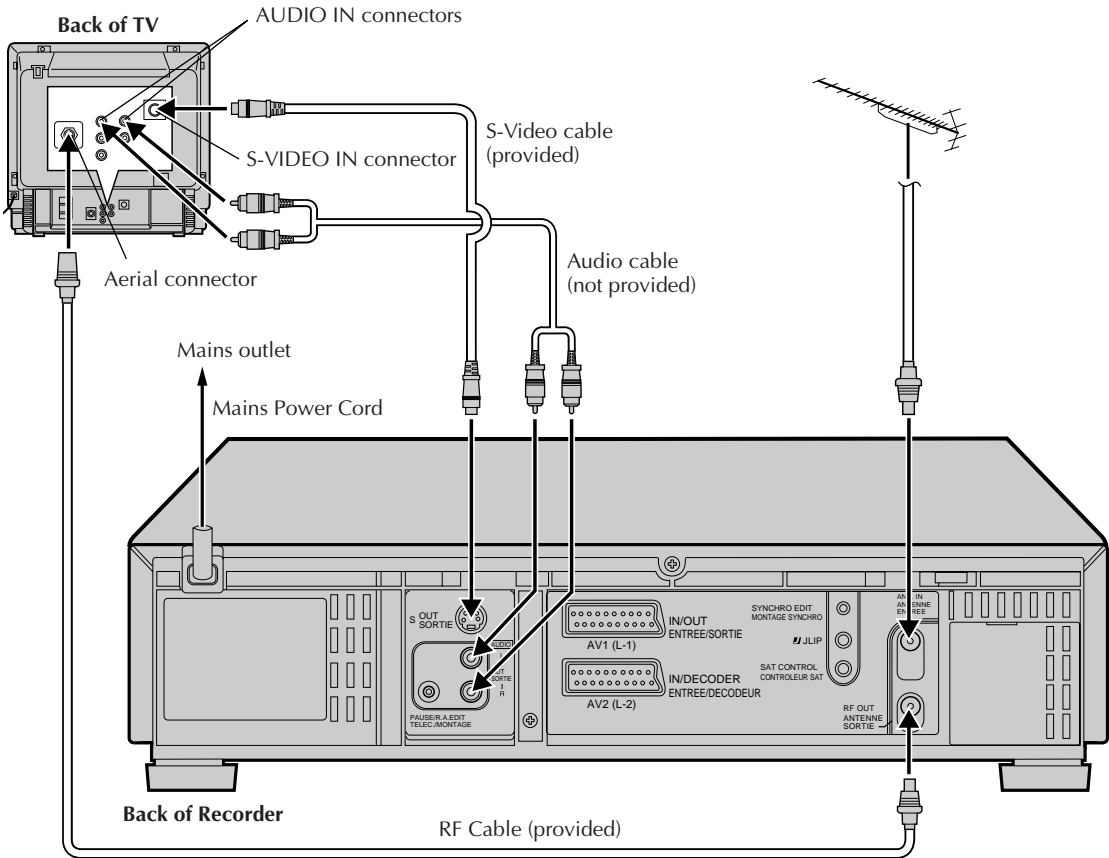 AUDIO IN connectors
Back of TV
S-Video cable
(provided)
S-VIDEO IN connector
Audio cable
(not provided)
Aerial connector
Mains outlet
Mains Power Cord
S OUT
SORTIE
AUDIO
SORTIE
R
PAUSE/R.A.EDIT
TELEC./MONTAGE
IN/OUT
ENTREE/SORTIE
AV1 (L-1)
IN/DECODER
ENTREE/DECODEUR
AV2 (L-2)
SYNCHRO EDIT
MONTAGE SYNCHRO
JLIP
SAT CONTROL
CONTROLEUR SAT
ANT. IN
ANTENNE
ENTREE
RF OUT
ANTENNE
SORTIE
Back of Recorder
RF Cable (provided)